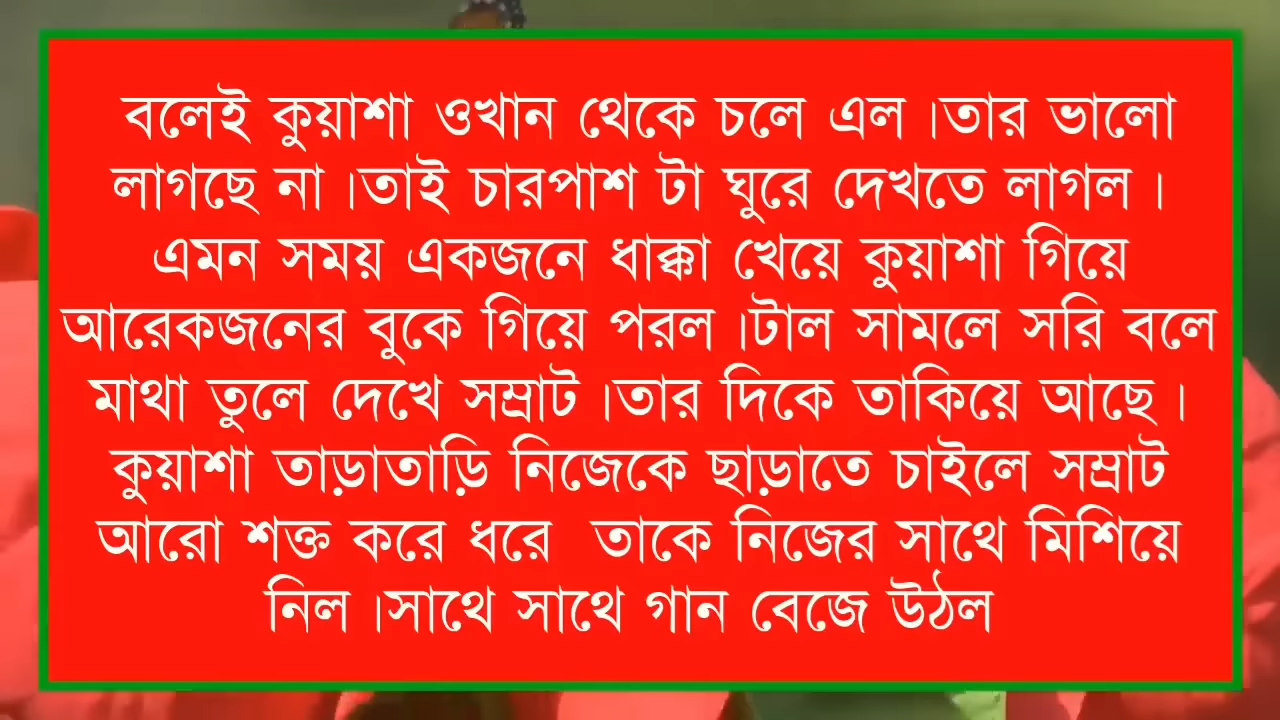 বলেই কুয়াশা ওখান থেকে চলে এল ।তার ভালো
লাগছে না ।তাই চারপাশ টা ঘুরে দেখতে লাগল ।
এমন সময় একজনে ধাক্কা খেয়ে কুয়াশা গিয়ে
আরেকজনের বুকে গিয়ে পরল ।টাল সামলে সরি বলে
মাথা তুলে দেখে সম্রাট ।তার দিকে তাকিয়ে আছে ।
কুয়াশা তাড়াতাড়ি নিজেকে ছাড়াতে চাইলে সম্রাট
আরো শক্ত করে ধরে  তাকে নিজের সাথে মিশিয়ে
নিল ।সাথে সাথে গান বেজে উঠল